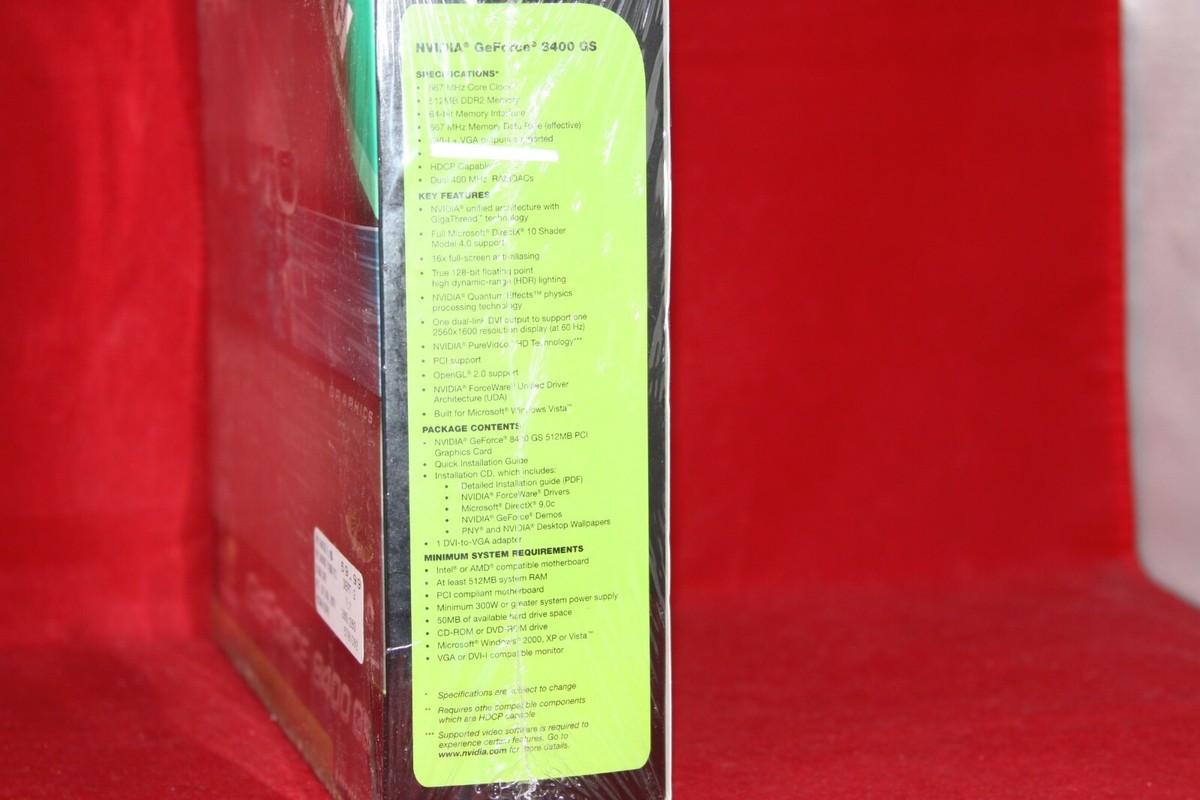 NVIDIA® GeForce® 8400 GS
SPECIFICATIONS*
• 567 MHz Core Clock
• 512MB DDR2 Memory
• 64-bit Memory Interface
• 667 MHz Memory Data Rate (effective)
• DVI-I + VGA outputs supported
•
• HDCP Capable
• Dual 400 MHz RAMDACs
KEY FEATURES
• NVIDIA® unified architecture with
GigaThread™ technology
• Full Microsoft® DirectX® 10 Shader
Model 4.0 support
• 16x full-screen anti-aliasing
• True 128-bit floating point
high dynamic-range (HDR) lighting
• NVIDIA® Quantum Effects™ physics
processing technology
• One dual-link DVI output to support one
2560x1600 resolution display (at 60 Hz)
• NVIDIA® PureVideo® HD Technology***
• PCI support
• OpenGL® 2.0 support
• NVIDIA® ForceWare® Unified Driver
Architecture (UDA)
• Built for Microsoft® Windows Vista™
PACKAGE CONTENTS
• NVIDIA® GeForce® 8400 GS 512MB PCI
Graphics Card
• Quick Installation Guide
• Installation CD, which includes:
• Detailed Installation guide (PDF)
• NVIDIA® ForceWare® Drivers
• Microsoft® DirectX® 9.0c
• NVIDIA® GeForce® Demos
• PNY® and NVIDIA® Desktop Wallpapers
• 1 DVI-to-VGA adapter
MINIMUM SYSTEM REQUIREMENTS
• Intel® or AMD® compatible motherboard
• At least 512MB system RAM
• PCI compliant motherboard
• Minimum 300W or greater system power supply
• 50MB of available hard drive space
• CD-ROM or DVD-ROM drive
• Microsoft® Windows® 2000, XP or Vista™
• VGA or DVI-I compatible monitor
* Specifications are subject to change
** Requires other compatible components
which are HDCP capable
*** Supported video software is required to
experience certain features. Go to
www.nvidia.com for more details.
GRAPHICS
GEFORCE 8400 GS